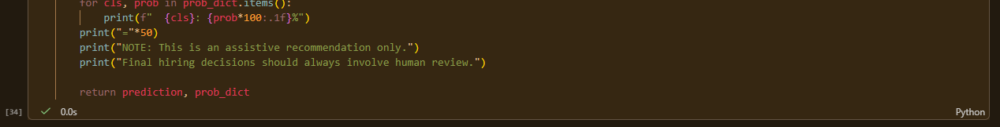 for cls, prob in prob_dict.items():
    print(f"  {cls}: {prob*100:.1f}%")
print("="*50)
print("NOTE: This is an assistive recommendation only.")
print("Final hiring decisions should always involve human review.")
return prediction, prob_dict
[34] 0.0s Python